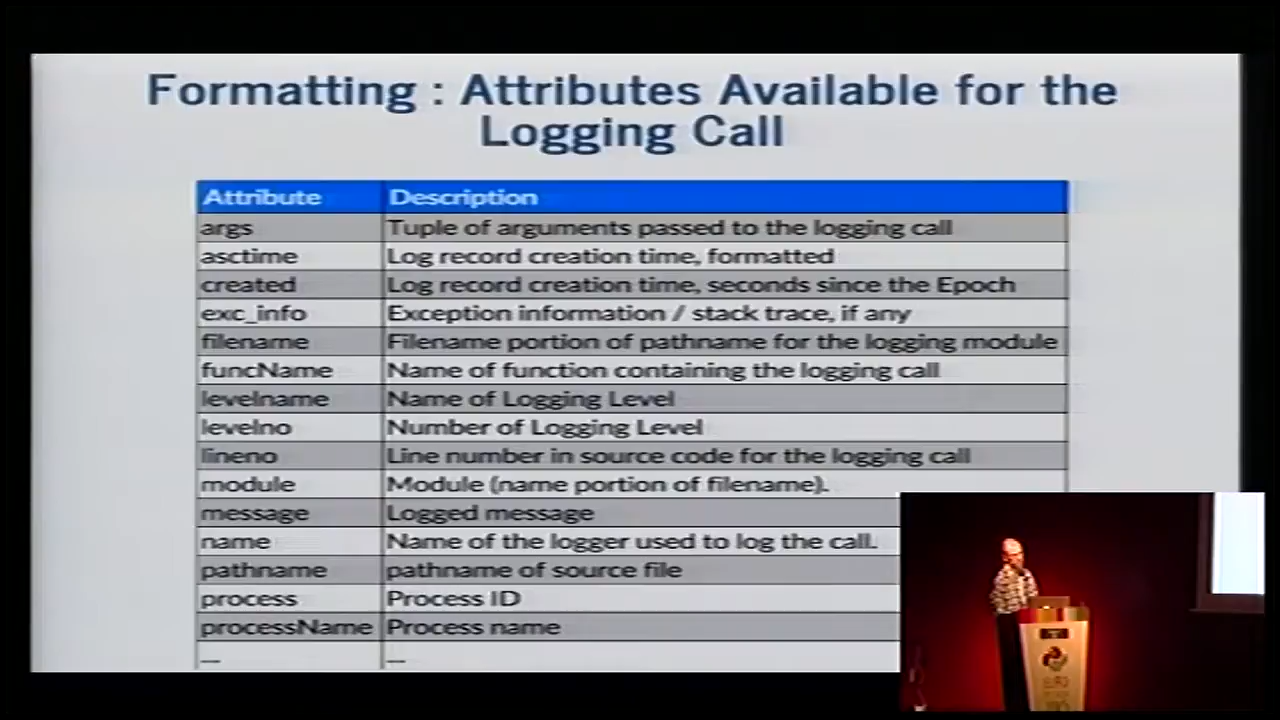 Formatting : Attributes Available for the
Logging Call
Attribute Description
args Tuple of arguments passed to the logging call
asctime Log record creation time, formatted
created Log record creation time, seconds since the Epoch
exc_info Exception information / stack trace, if any
filename Filename portion of pathname for the logging module
funcName Name of function containing the logging call
levelname Name of Logging Level
levelno Number of Logging Level
lineno Line number in source code for the logging call
module Module (name portion of filename).
message Logged message
name Name of the logger used to log the call.
pathname pathname of source file
process Process ID
processName Process name
... ...